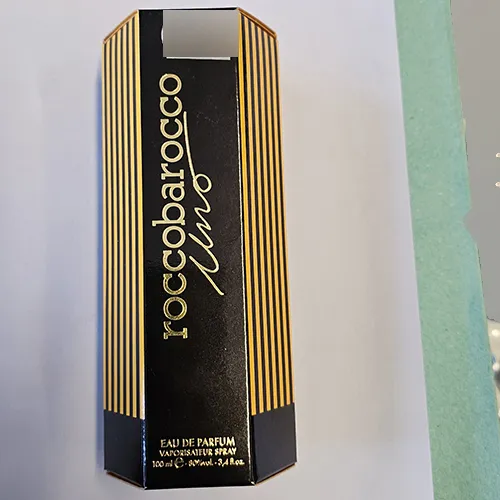 roccobarocco
uno
EAU DE PARFUM
VAPORISATEUR SPRAY
100 ml ℮ - 80%vol. - 3,4 fl.oz.